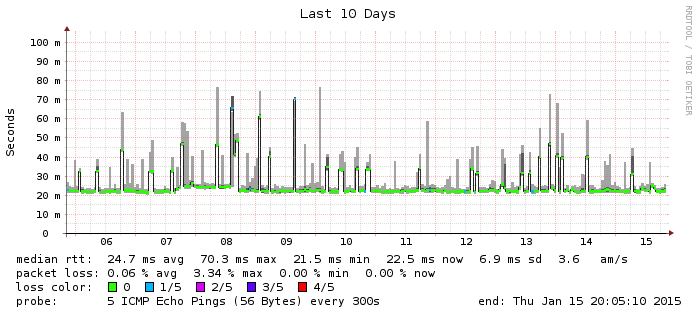 Last 10 Days
RRDTOOL / TOBI OETIKER
Seconds
100 m
90 m
80 m
70 m
60 m
50 m
40 m
30 m
20 m
10 m
0
06 07 08 09 10 11 12 13 14 15
median rtt: 24.7 ms avg 70.3 ms max 21.5 ms min 22.5 ms now 6.9 ms sd 3.6 am/s
packet loss: 0.06 % avg 3.34 % max 0.00 % min 0.00 % now
loss color: 0 1/5 2/5 3/5 4/5
probe: 5 ICMP Echo Pings (56 Bytes) every 300s end: Thu Jan 15 20:05:10 2015